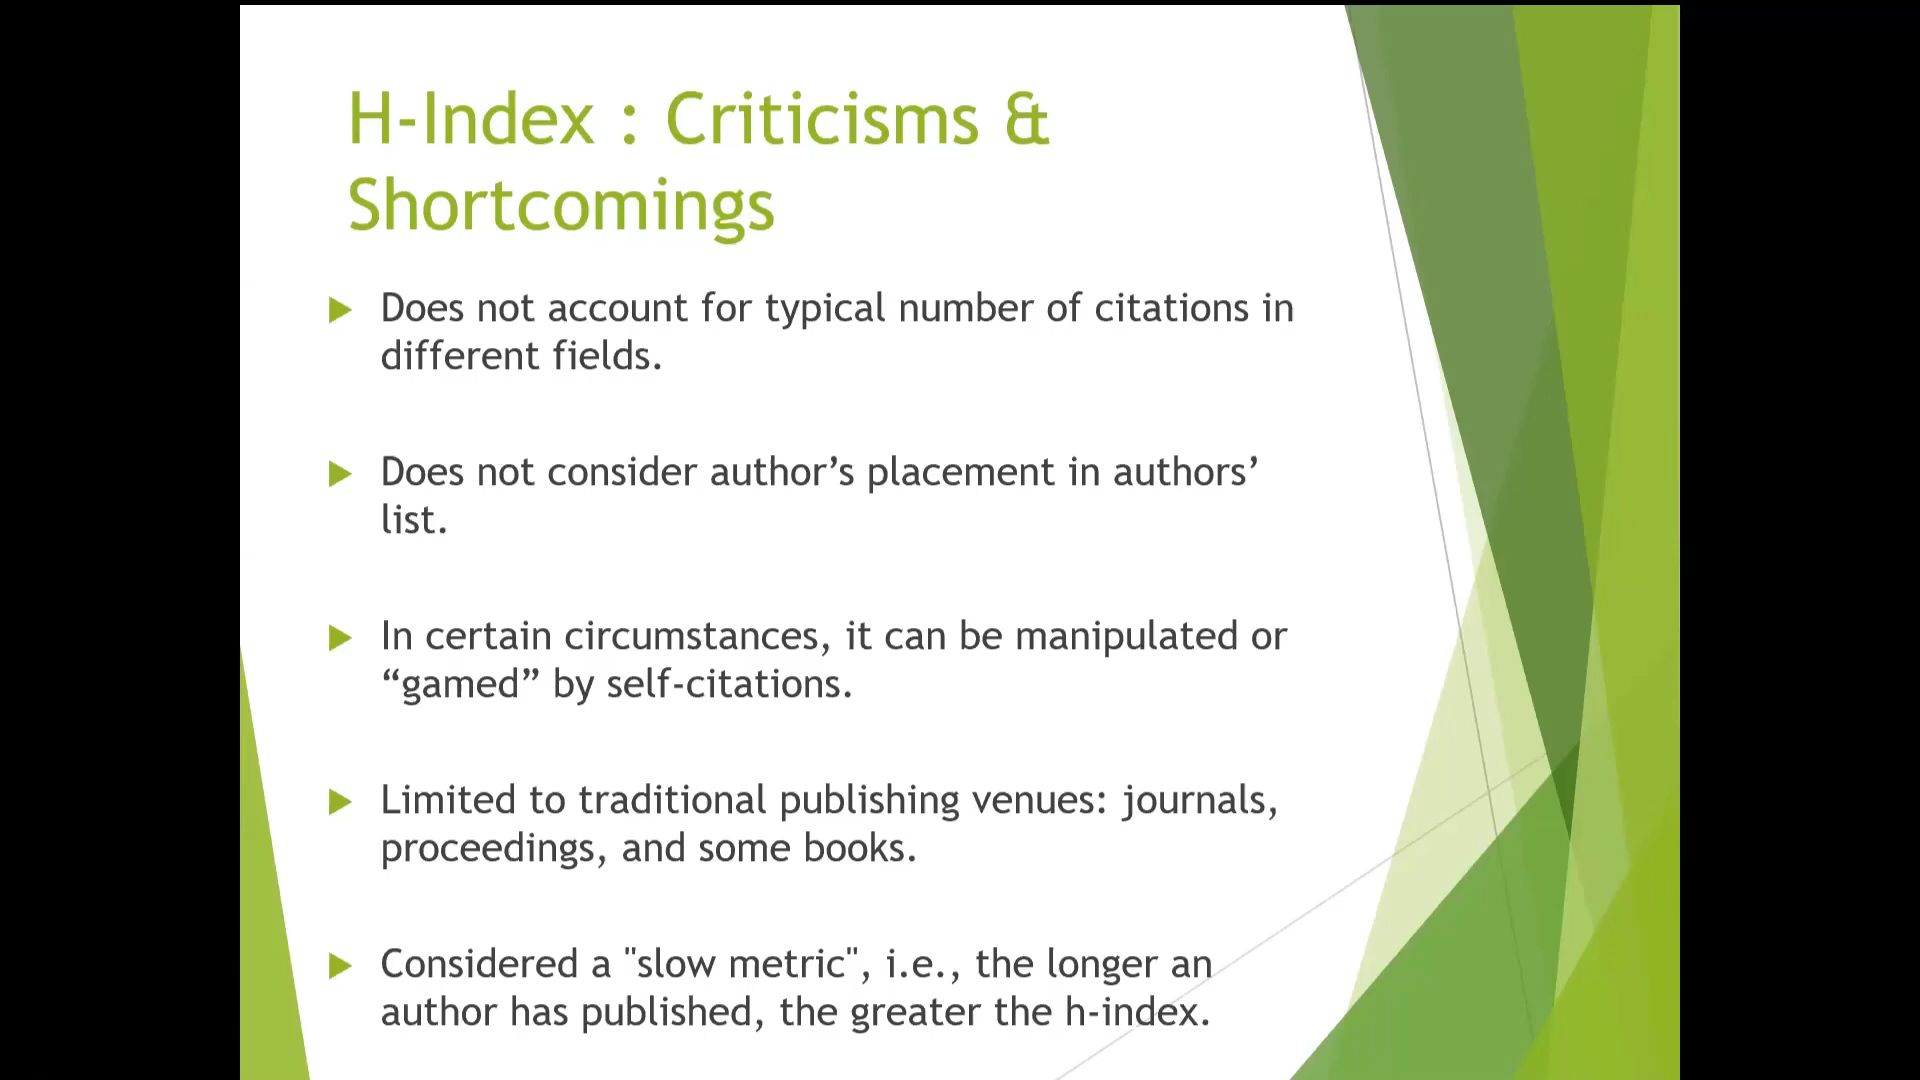 H-Index : Criticisms &
Shortcomings
Does not account for typical number of citations in
different fields.
Does not consider author’s placement in authors’
list.
In certain circumstances, it can be manipulated or
“gamed” by self-citations.
Limited to traditional publishing venues: journals,
proceedings, and some books.
Considered a "slow metric", i.e., the longer an
author has published, the greater the h-index.